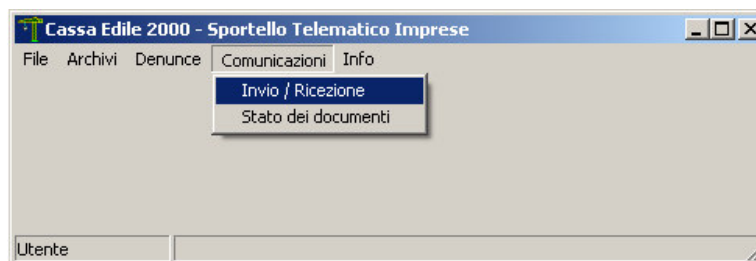 Cassa Edile 2000 - Sportello Telematico Imprese
File Archivi Denunce Comunicazioni Info
Invio / Ricezione
Stato dei documenti
Utente